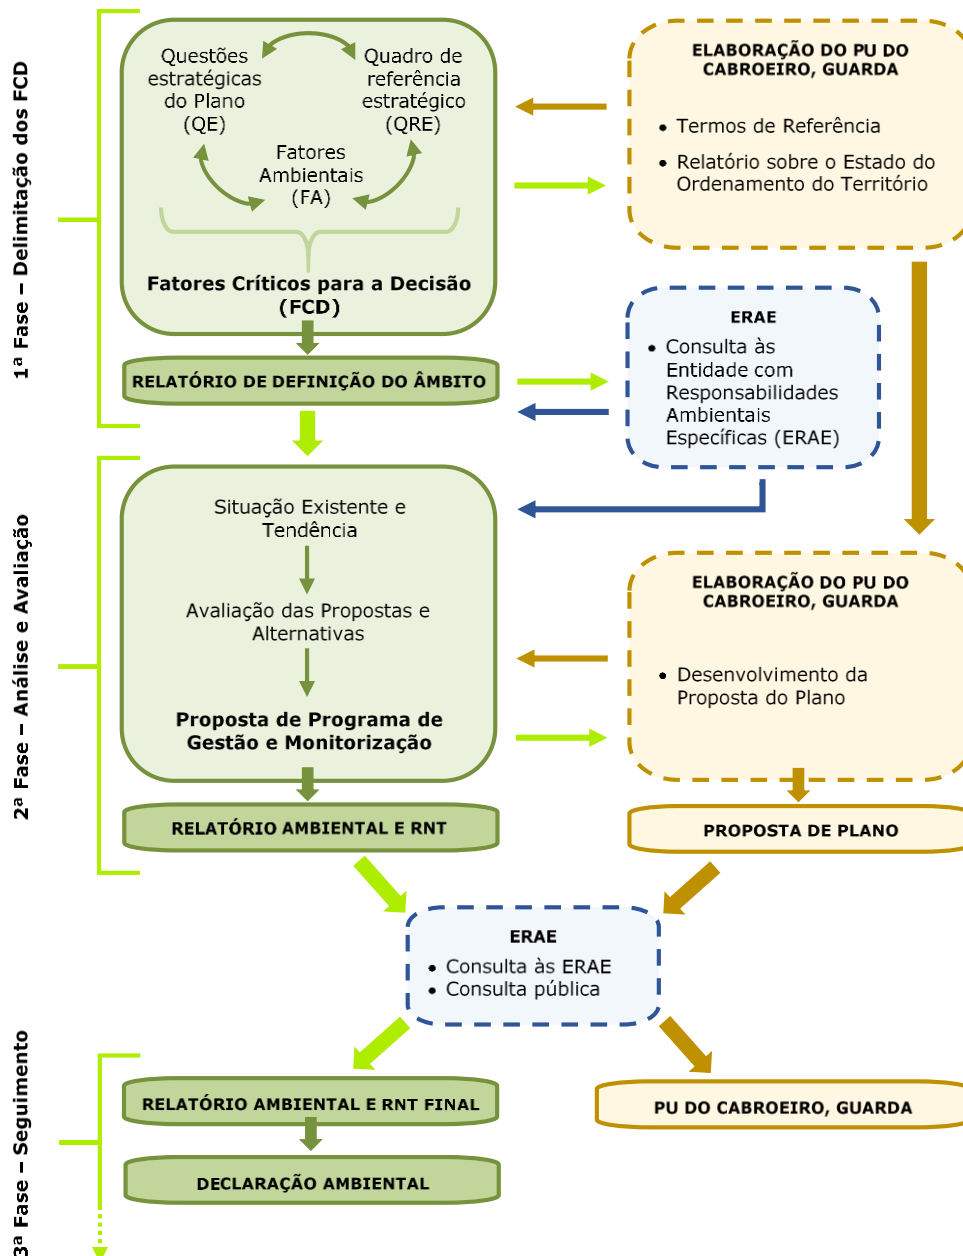 1ª Fase – Delimitação dos FCD
Questões
estratégicas
do Plano
(QE)
Quadro de
referência
estratégico
(QRE)
Fatores
Ambientais
(FA)
Fatores Críticos para a Decisão
(FCD)
ELABORAÇÃO DO PU DO
CABROEIRO, GUARDA
• Termos de Referência
• Relatório sobre o Estado do
Ordenamento do Território
RELATÓRIO DE DEFINIÇÃO DO ÂMBITO
ERAE
• Consulta às
Entidade com
Responsabilidades
Ambientais
Específicas (ERAE)
2ª Fase – Análise e Avaliação
Situação Existente e
Tendência
Avaliação das Propostas e
Alternativas
Proposta de Programa de
Gestão e Monitorização
ELABORAÇÃO DO PU DO
CABROEIRO, GUARDA
• Desenvolvimento da
Proposta do Plano
RELATÓRIO AMBIENTAL E RNT
PROPOSTA DE PLANO
ERAE
• Consulta às ERAE
• Consulta pública
3ª Fase – Seguimento
RELATÓRIO AMBIENTAL E RNT FINAL
PU DO CABROEIRO, GUARDA
DECLARAÇÃO AMBIENTAL